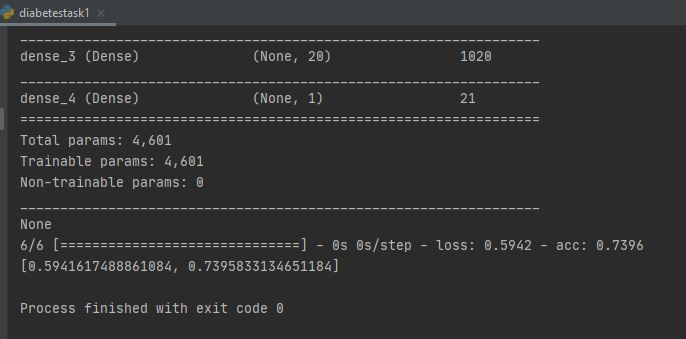 diabetestask1
_________________________________________________________________
dense_3 (Dense) (None, 20) 1020
_________________________________________________________________
dense_4 (Dense) (None, 1) 21
=================================================================
Total params: 4,601
Trainable params: 4,601
Non-trainable params: 0
_________________________________________________________________
None
6/6 [==============================] - 0s 0s/step - loss: 0.5942 - acc: 0.7396
[0.5941617488861084, 0.7395833134651184]
Process finished with exit code 0